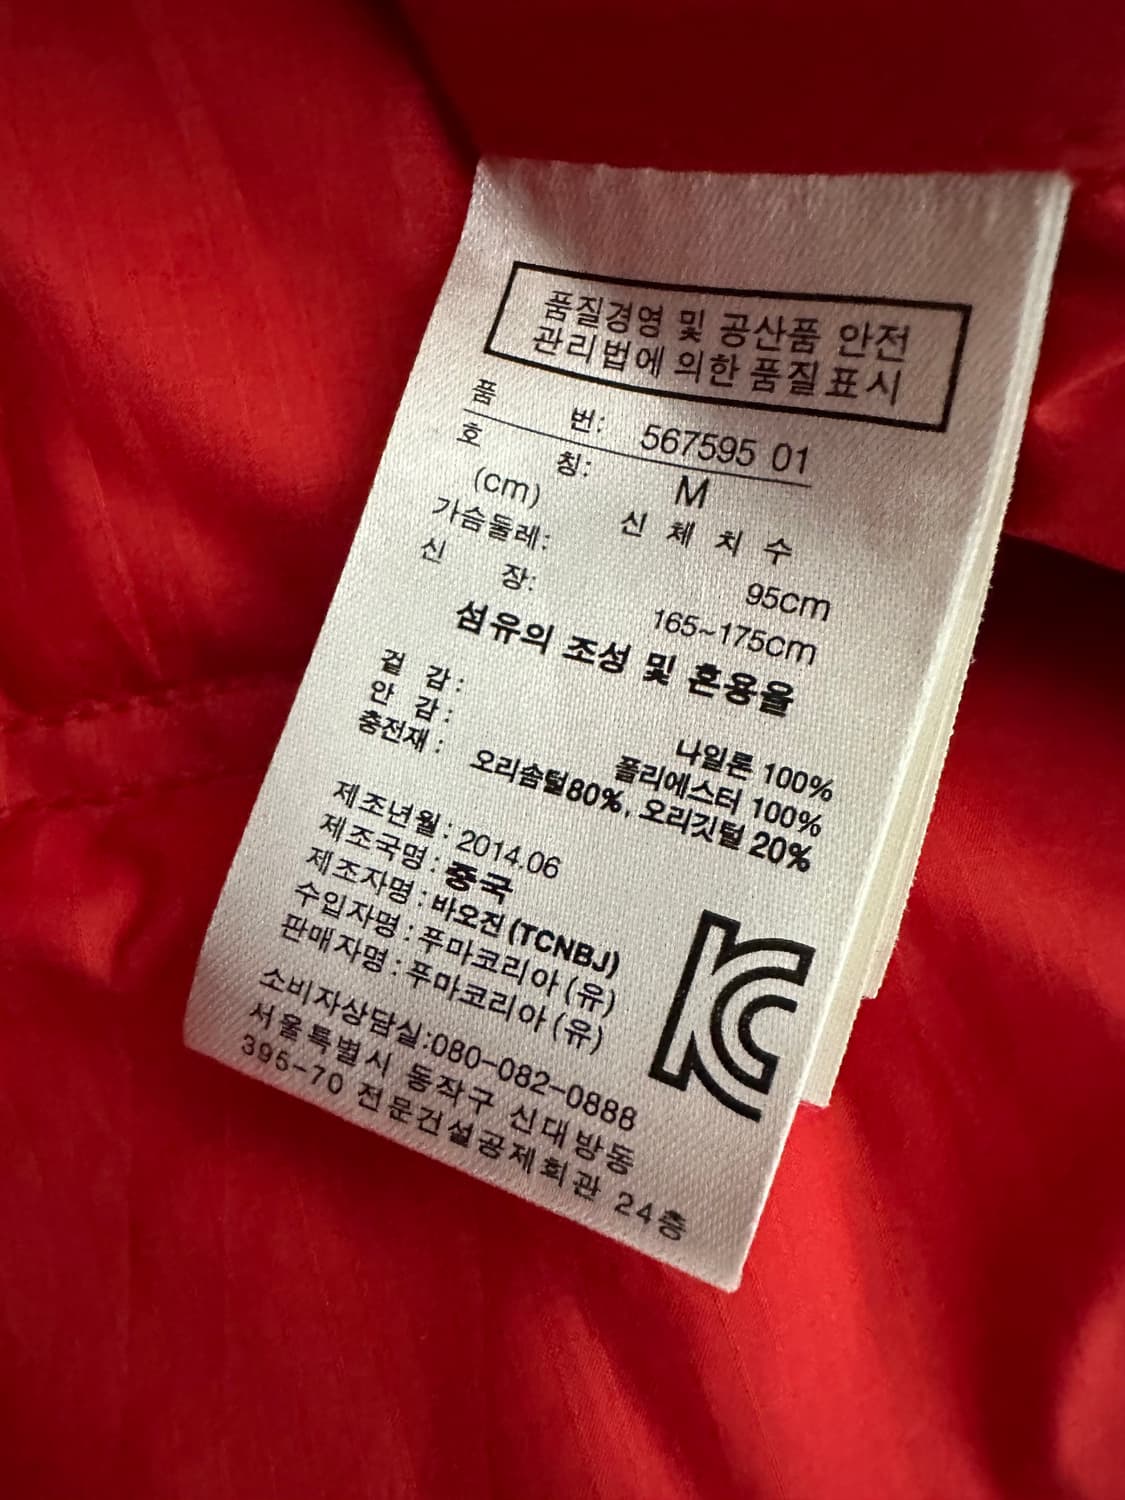 품질경영 및 공산품 안전
관리법에 의한 품질표시
품 번: 567595 01
호 칭: M
(cm) 신 체 치 수
가슴둘레: 95cm
신 장: 165~175cm
섬유의 조성 및 혼용율
겉 감: 나일론 100%
안 감: 폴리에스터 100%
충전재: 오리솜털80%, 오리깃털 20%
제조년월: 2014.06
제조국명: 중국
제조자명: 바오진(TCNBJ)
수입자명: 푸마코리아(유)
판매자명: 푸마코리아(유)
소비자상담실:080-082-0888
서울특별시 동작구 신대방동
395-70 전문건설공제회관 24층
KC